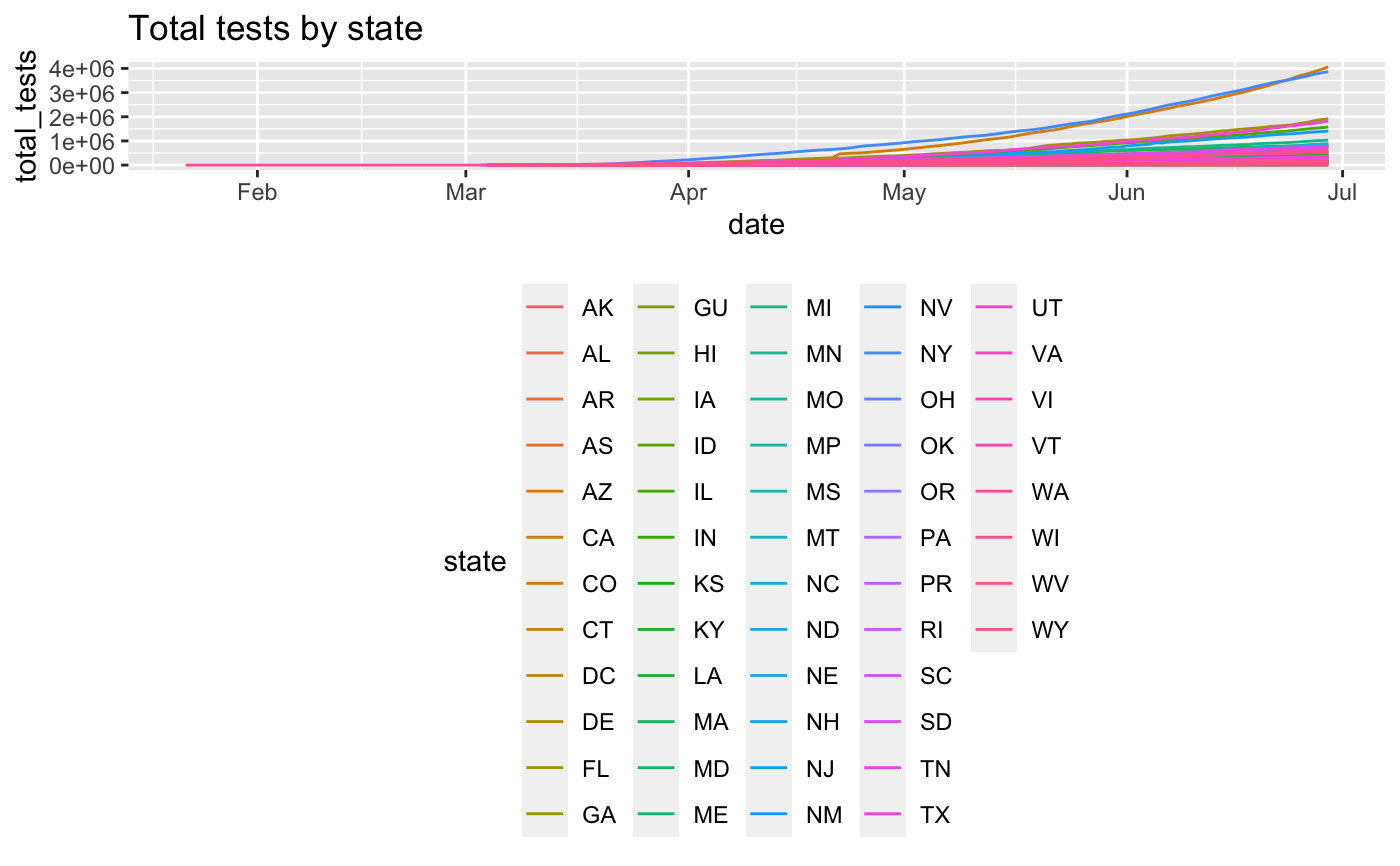 Total tests by state
total_tests
4e+06
3e+06
2e+06
1e+06
0e+00
Feb Mar Apr May Jun Jul
date
state
AK GU MI NV UT
AL HI MN NY VA
AR IA MO OH VI
AS ID MP OK VT
AZ IL MS OR WA
CA IN MT PA WI
CO KS NC PR WV
CT KY ND RI WY
DC LA NE SC
DE MA NH SD
FL MD NJ TN
GA ME NM TX